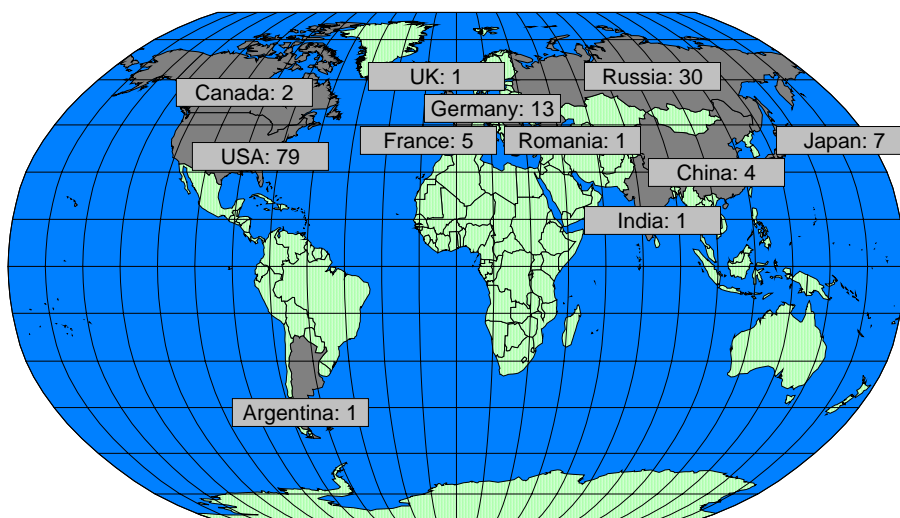 UK: 1
Russia: 30
Canada: 2
Germany: 13
France: 5
Romania: 1
Japan: 7
USA: 79
China: 4
India: 1
Argentina: 1